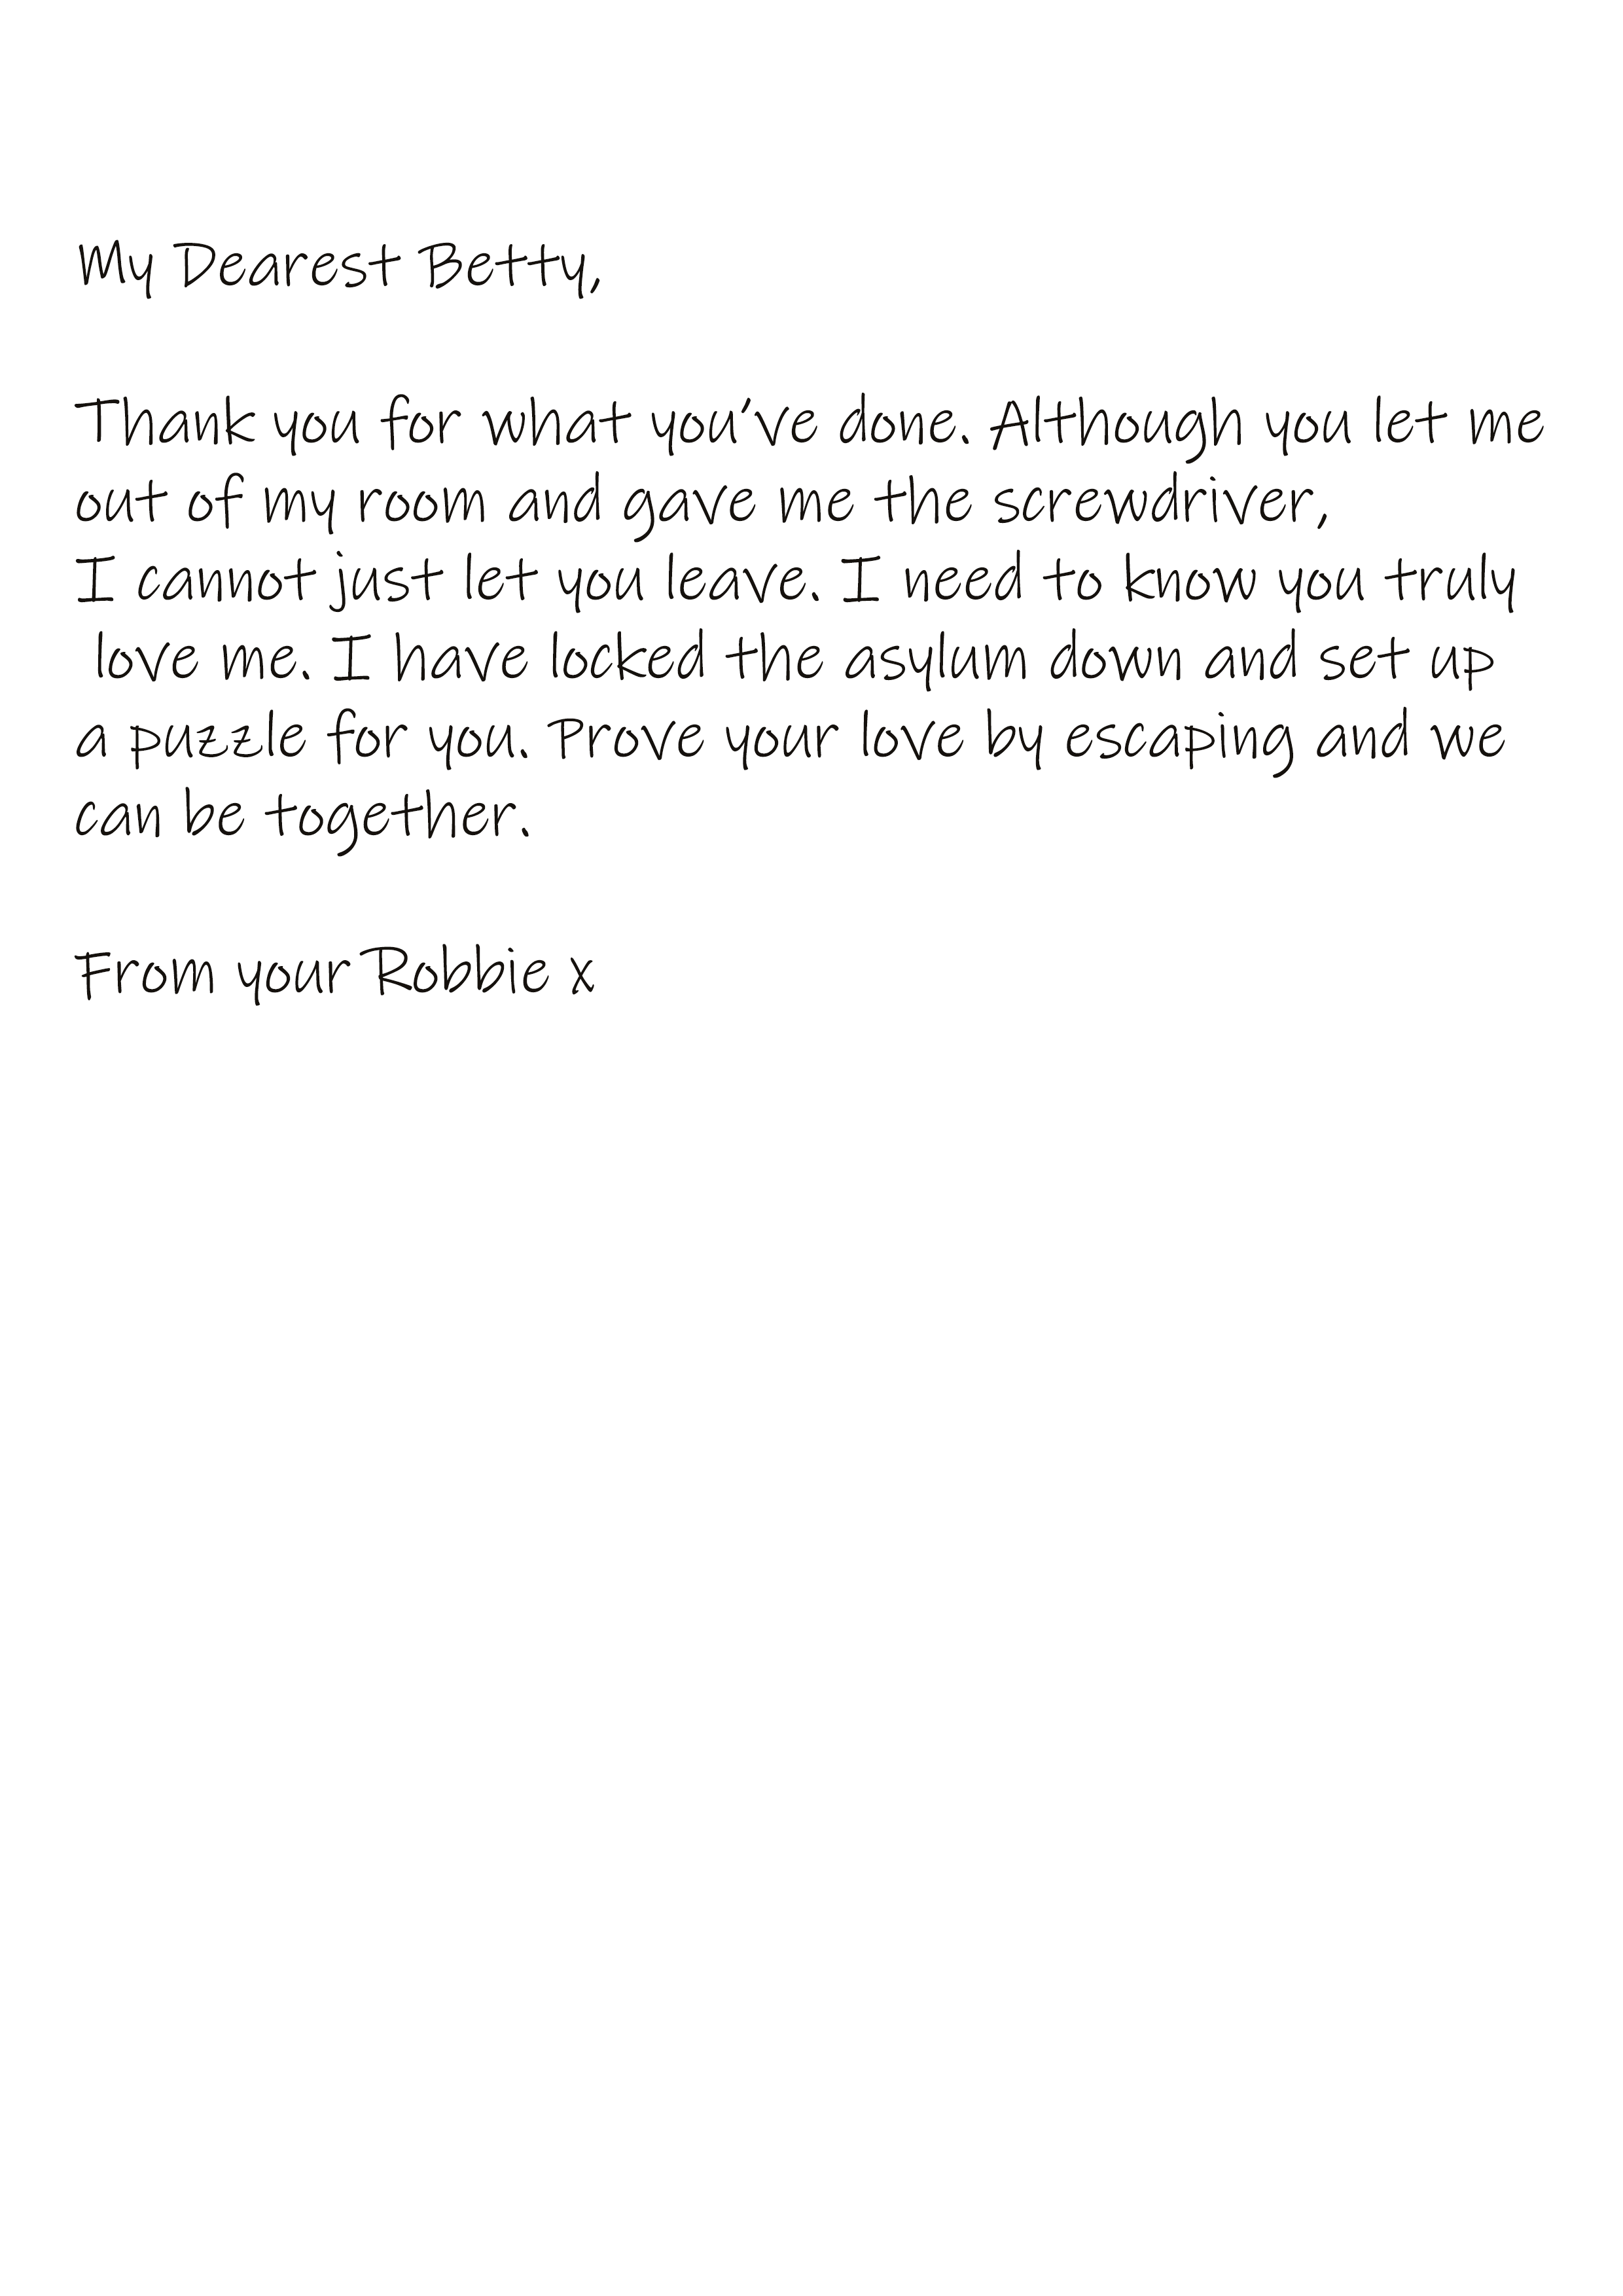 My Dearest Betty,
Thank you for what you've done. Although you let me
out of my room and gave me the screwdriver,
I cannot just let you leave. I need to know you truly
love me. I have locked the asylum down and set up
a puzzle for you. Prove your love by escaping and we
can be together.
From your Robbie x